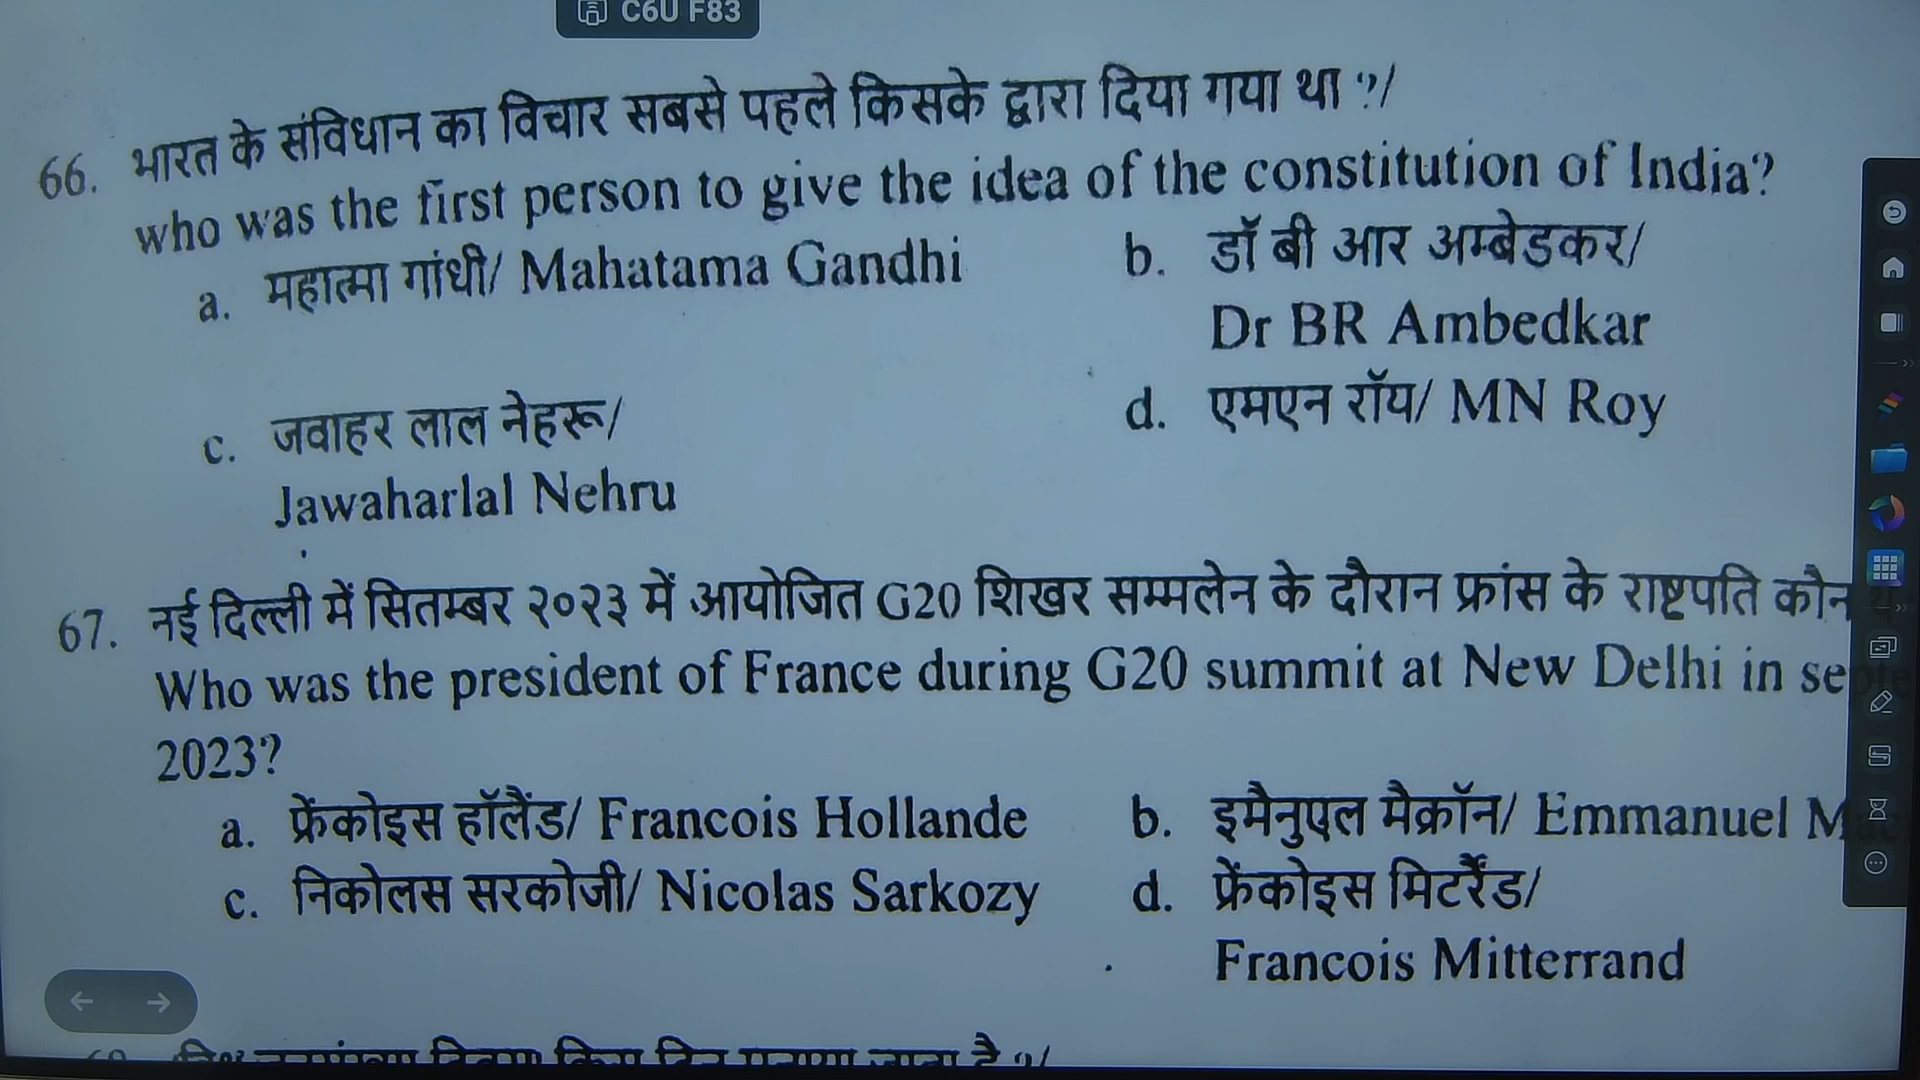 C6U F83
66. भारत के संविधान का विचार सबसे पहले किसके द्वारा दिया गया था ?/
who was the first person to give the idea of the constitution of India?
a. महात्मा गांधी/ Mahatama Gandhi
b. डॉ बी आर अम्बेडकर/
Dr BR Ambedkar
c. जवाहर लाल नेहरू/
Jawaharlal Nehru
d. एमएन रॉय/ MN Roy
67. नई दिल्ली में सितम्बर २०२३ में आयोजित G20 शिखर सम्मलेन के दौरान फ्रांस के राष्ट्रपति कौन
Who was the president of France during G20 summit at New Delhi in se
2023?
a. फ्रेंकोइस हॉलैंड/ Francois Hollande
b. इमैनुएल मैक्रॉन/ Emmanuel M
c. निकोलस सरकोजी/ Nicolas Sarkozy
d. फ्रेंकोइस मिटर्रैंड/
Francois Mitterrand